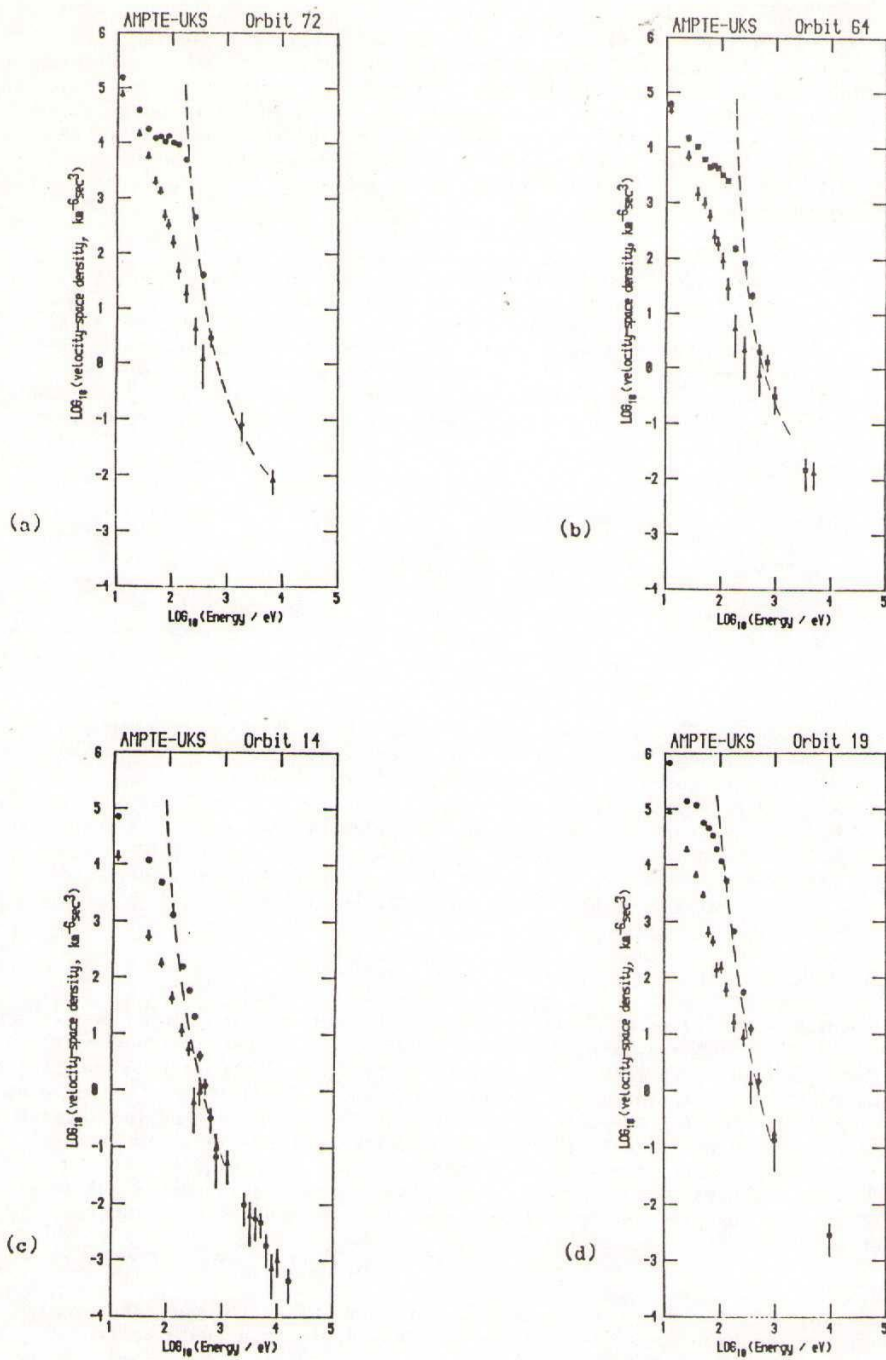 AMPTE-UKS Orbit 72
6
5
4
3
2
1
0
-1
-2
-3
-4
1 2 3 4 5
LOG₁₀(velocity-space density, km⁻⁶sec³)
LOG₁₀(Energy / eV)
(a)
AMPTE-UKS Orbit 64
6
5
4
3
2
1
0
-1
-2
-3
-4
1 2 3 4 5
LOG₁₀(velocity-space density, km⁻⁶sec³)
LOG₁₀(Energy / eV)
(b)
AMPTE-UKS Orbit 14
6
5
4
3
2
1
0
-1
-2
-3
-4
1 2 3 4 5
LOG₁₀(velocity-space density, km⁻⁶sec³)
LOG₁₀(Energy / eV)
(c)
AMPTE-UKS Orbit 19
6
5
4
3
2
1
0
-1
-2
-3
-4
1 2 3 4 5
LOG₁₀(velocity-space density, km⁻⁶sec³)
LOG₁₀(Energy / eV)
(d)